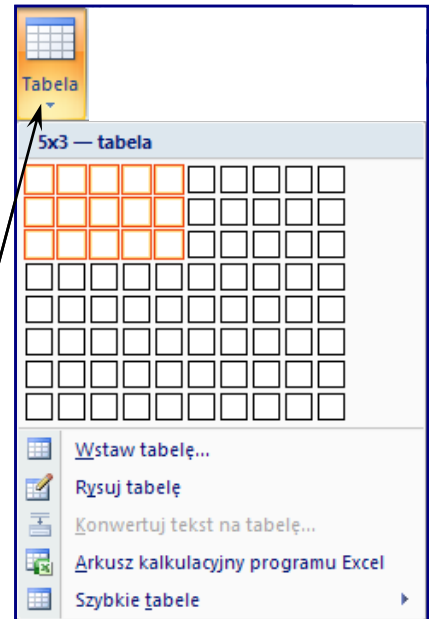 Tabela
5x3 — tabela
Wstaw tabelę...
Rysuj tabelę
Konwertuj tekst na tabelę...
Arkusz kalkulacyjny programu Excel
Szybkie tabele